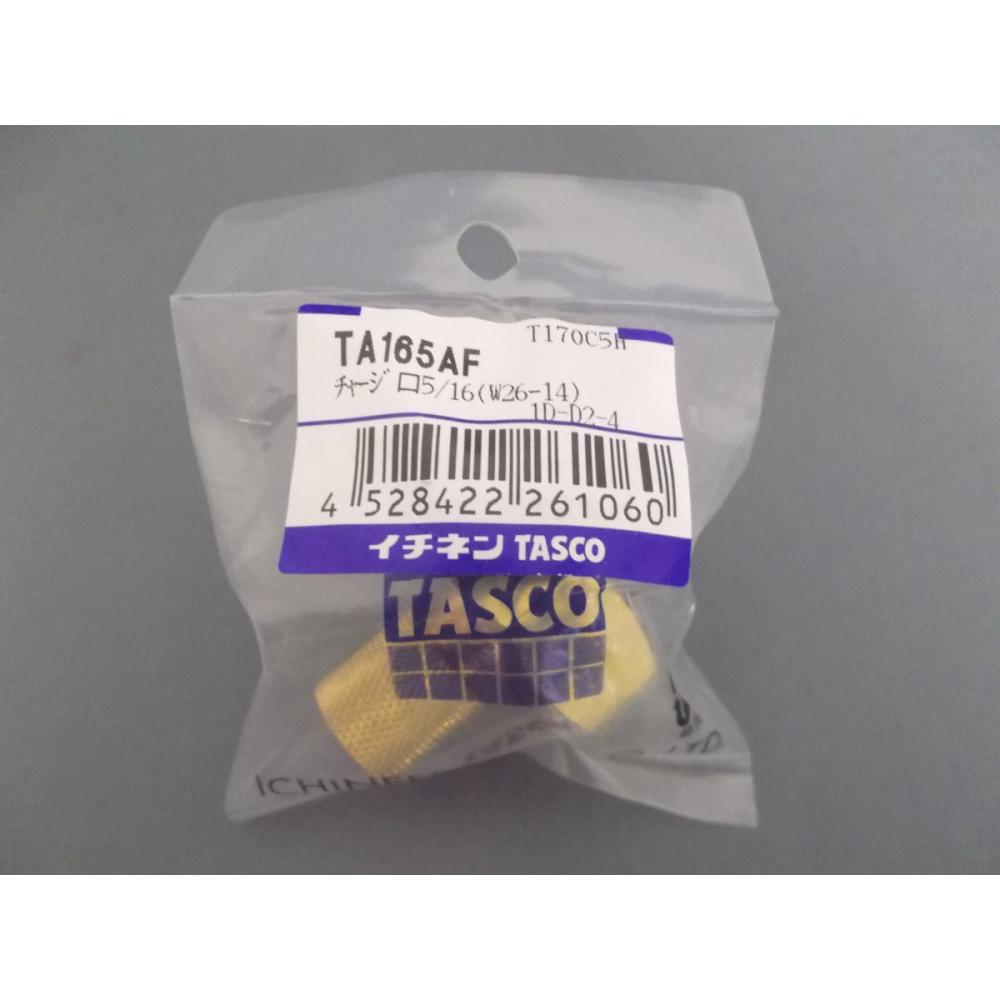 T170C5H
TA165AF
ﾁｬｰｼﾞ口5/16(W26-14)
1D-D2-4
4 528422 261060
イチネン TASCO
TASCO
ICHINEN